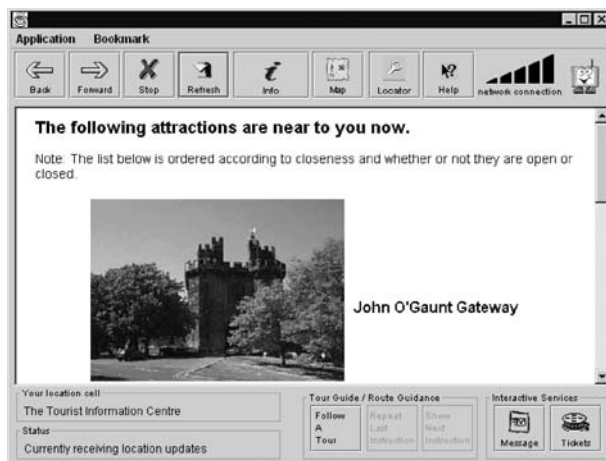 Application Bookmark
Back Forward Stop Refresh Info Map Locator Help network connection
The following attractions are near to you now.
Note: The list below is ordered according to closeness and whether or not they are open or
closed.
John O'Gaunt Gateway
Your location cell
The Tourist Information Centre
Status
Currently receiving location updates
Tour Guide / Route Guidance
Follow
A
Tour
Repeat
Last
Instruction
Show
Next
Instruction
Interactive Services
Message Tickets